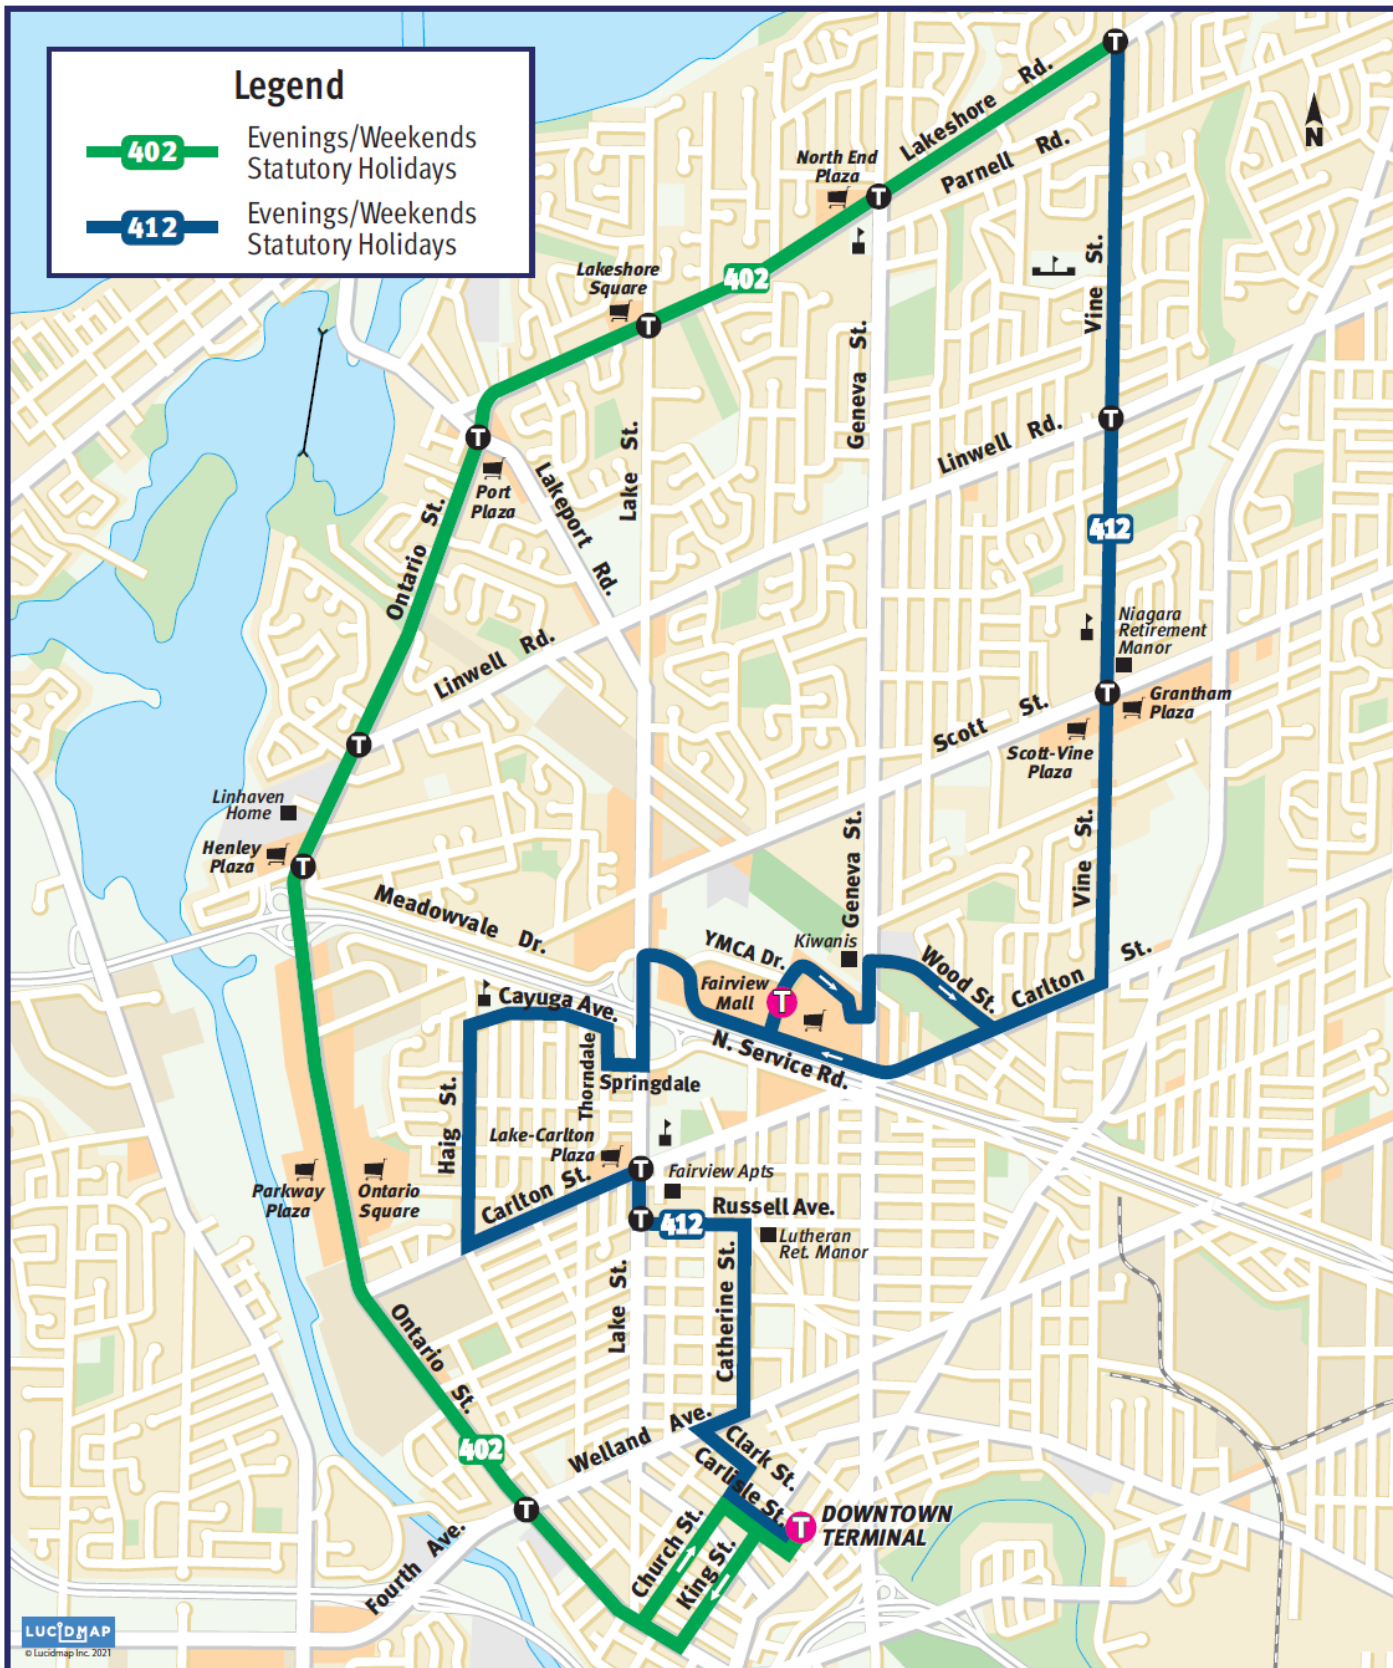 Legend
402
Evenings/Weekends
Statutory Holidays
412
Evenings/Weekends
Statutory Holidays
T
Lakeshore Rd.
Parnell Rd.
N
North End
Plaza
T
Lakeshore
Square
402
T
Vine St.
Geneva St.
Lake St.
Linwell Rd.
T
T
Port
Plaza
Lakeport Rd.
Ontario St.
412
Linwell Rd.
Niagara
Retirement
Manor
T
Grantham
Plaza
Scott St.
Scott-Vine
Plaza
T
Linhaven
Home
Henley
Plaza
T
Meadowvale Dr.
Geneva St.
Vine St.
YMCA Dr.
Kiwanis
Fairview
Mall
T
Wood St.
Carlton St.
Cayuga Ave.
N. Service Rd.
Thorndale
Springdale
Haig St.
Lake-Carlton
Plaza
T
Fairview Apts
Carlton St.
Parkway
Plaza
Ontario
Square
T
412
Russell Ave.
Lutheran
Ret. Manor
Lake St.
Catherine St.
Ontario St.
402
Welland Ave.
Clark St.
Carlisle St.
T
DOWNTOWN
TERMINAL
T
Fourth Ave.
Church St.
King St.
LUCIDMAP
© Lucidmap Inc. 2021